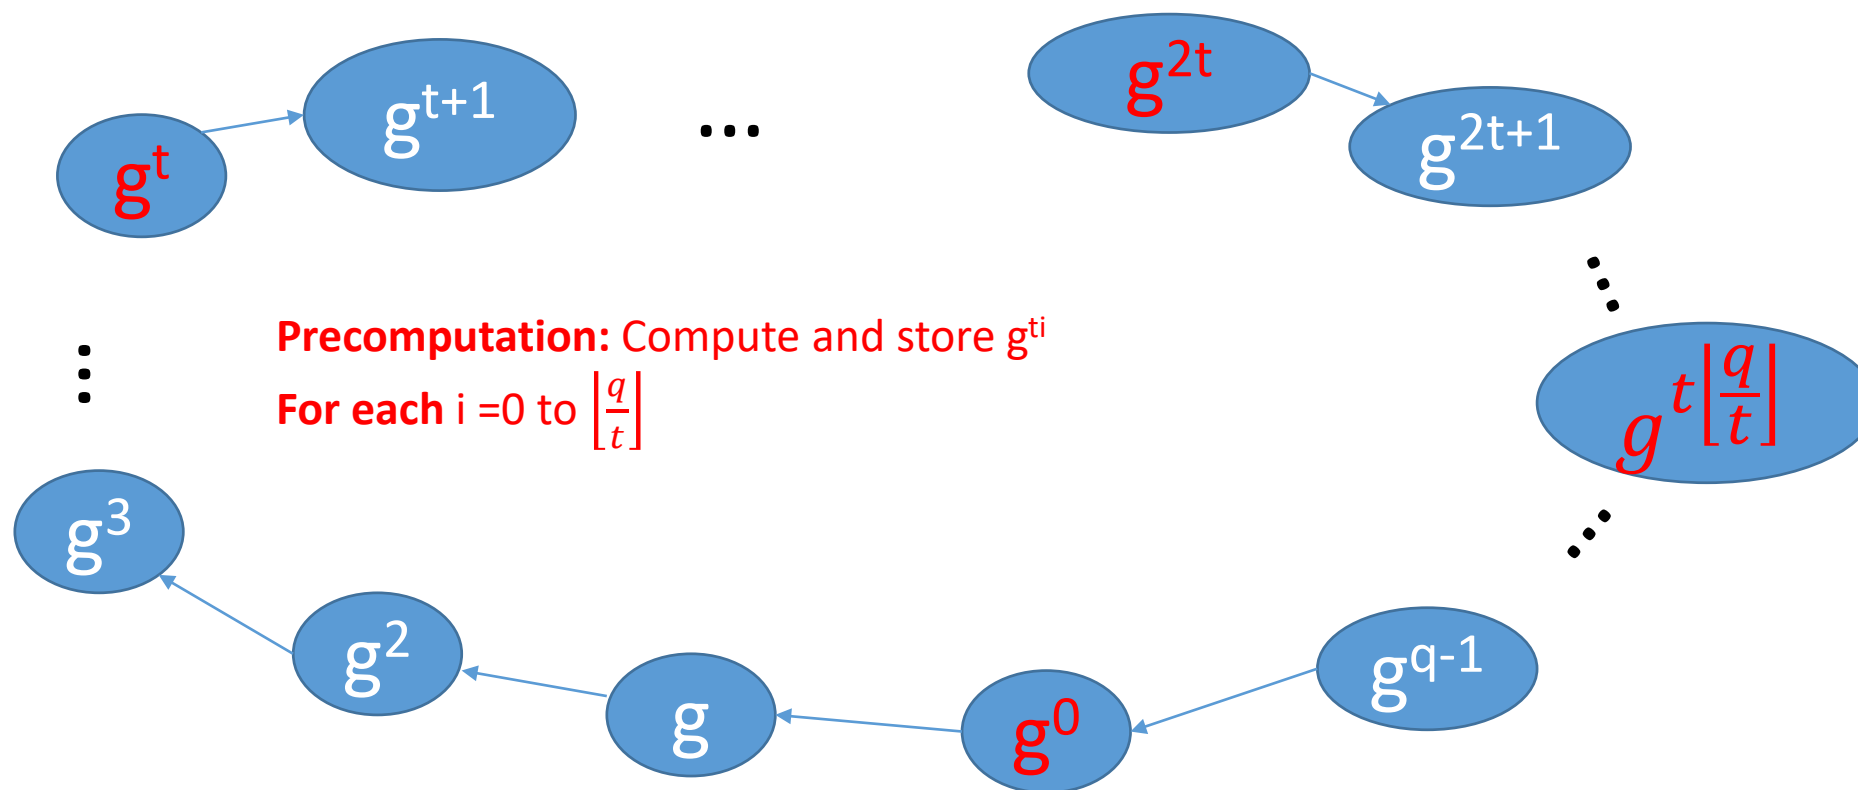 g^t
g^{t+1}
...
g^{2t}
g^{2t+1}
...
g^{t⌊q/t⌋}
...
Precomputation: Compute and store g^{ti}
For each i =0 to ⌊q/t⌋
...
g^3
g^2
g
g^0
g^{q-1}